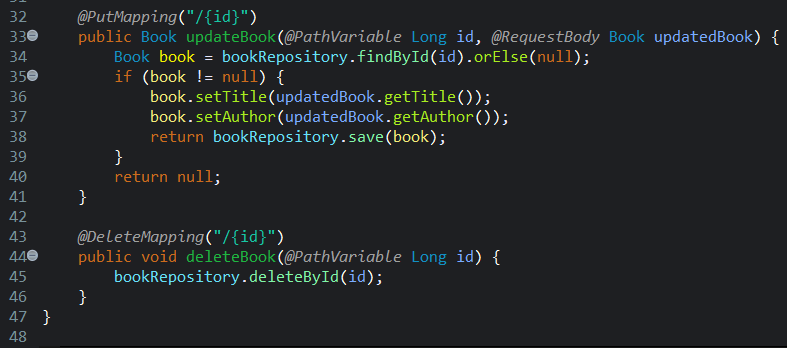 32 @PutMapping("/{id}")
33 public Book updateBook(@PathVariable Long id, @RequestBody Book updatedBook) {
34 Book book = bookRepository.findById(id).orElse(null);
35 if (book != null) {
36 book.setTitle(updatedBook.getTitle());
37 book.setAuthor(updatedBook.getAuthor());
38 return bookRepository.save(book);
39 }
40 return null;
41 }
42
43 @DeleteMapping("/{id}")
44 public void deleteBook(@PathVariable Long id) {
45 bookRepository.deleteById(id);
46 }
47 }
48